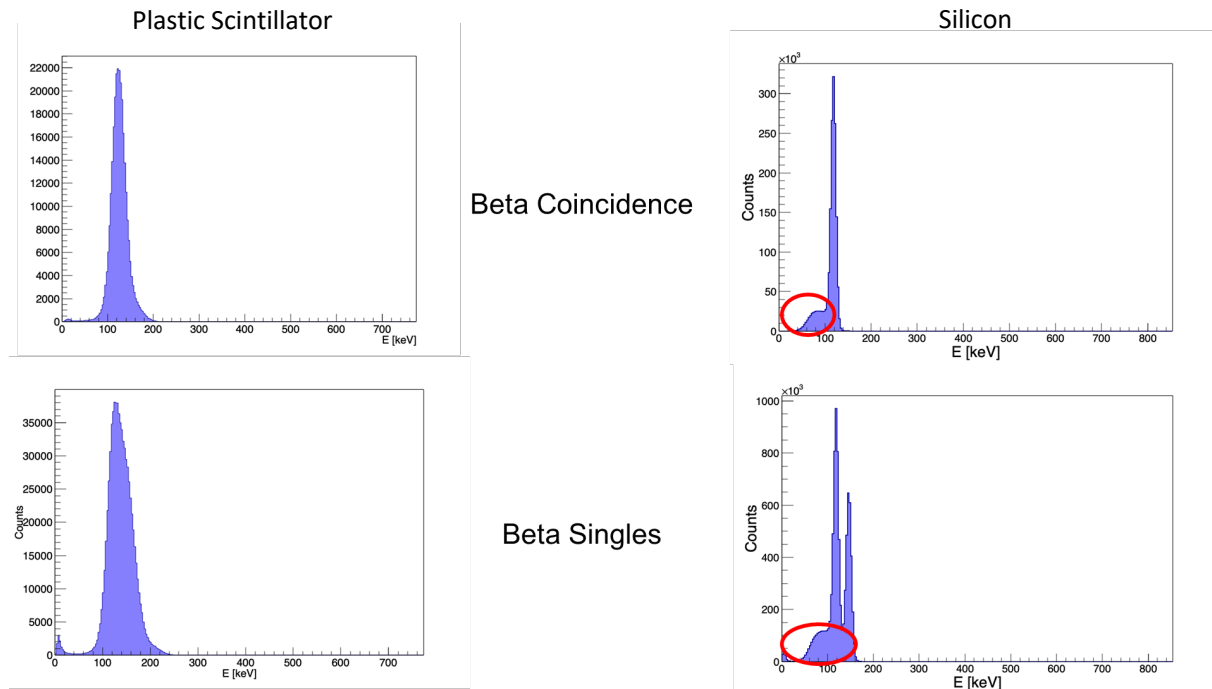 Plastic Scintillator
Silicon
22000
20000
18000
16000
14000
12000
10000
8000
6000
4000
2000
0
0 100 200 300 400 500 600 700
E [keV]
×10³
300
250
200
150
100
50
0
Counts
0 100 200 300 400 500 600 700 800
E [keV]
Beta Coincidence
35000
30000
25000
20000
15000
10000
5000
0
Counts
0 100 200 300 400 500 600 700
E [keV]
Beta Singles
×10³
1000
800
600
400
200
0
Counts
0 100 200 300 400 500 600 700 800
E [keV]